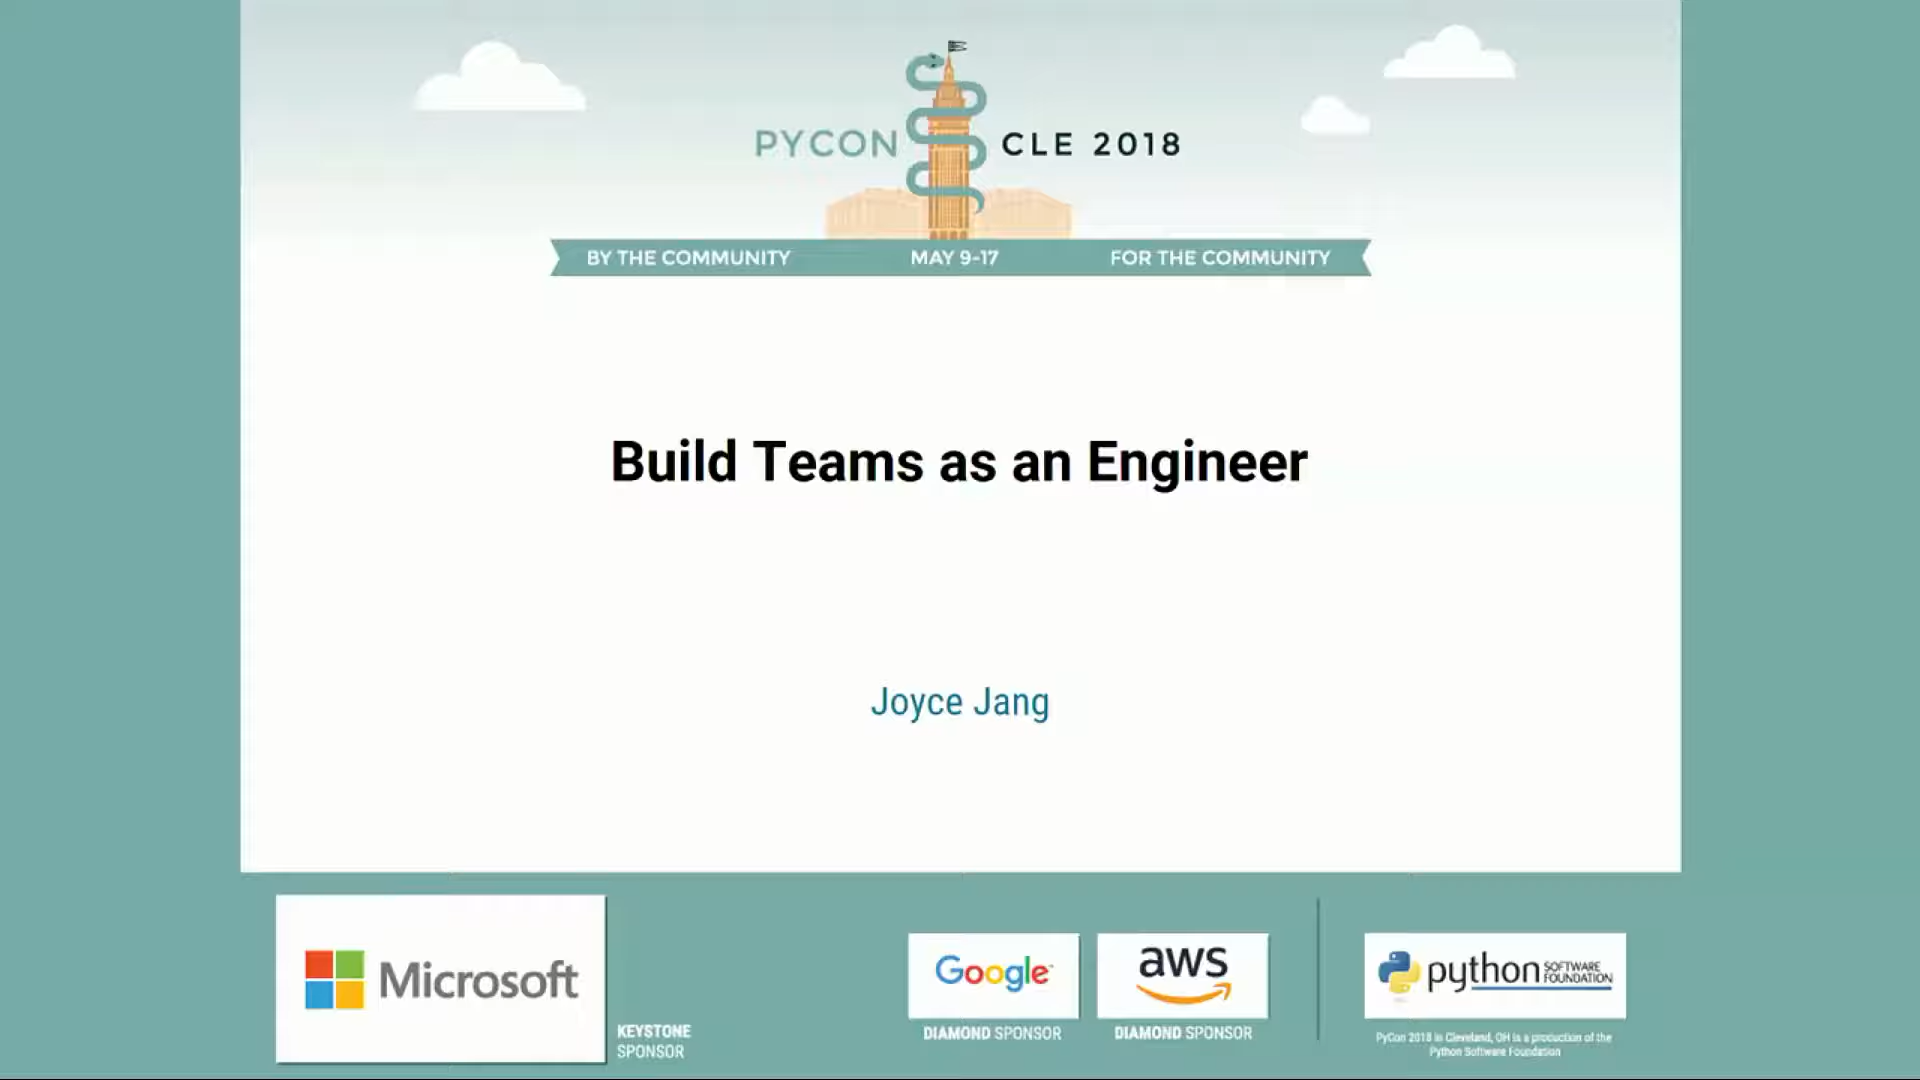 PYCON CLE 2018
BY THE COMMUNITY MAY 9-17 FOR THE COMMUNITY
Build Teams as an Engineer
Joyce Jang
Microsoft
KEYSTONE
SPONSOR
Google
DIAMOND SPONSOR
aws
DIAMOND SPONSOR
python SOFTWARE
FOUNDATION
PyCon 2018 in Cleveland, OH is a production of the
Python Software Foundation